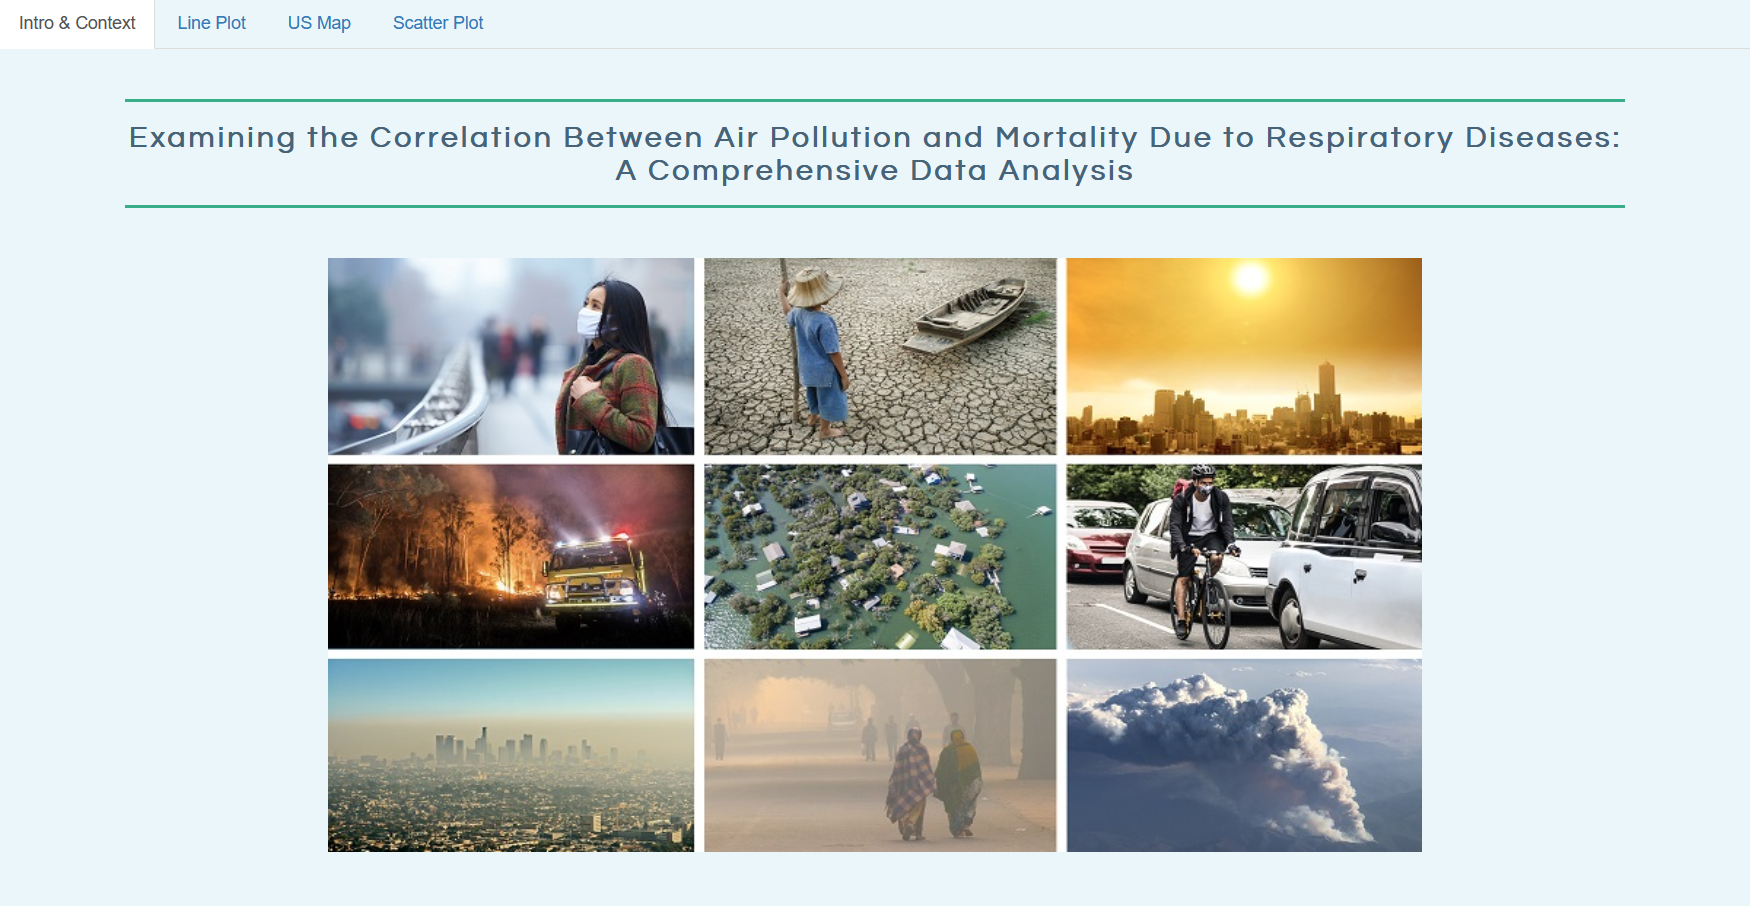 Intro & Context
Line Plot
US Map
Scatter Plot
Examining the Correlation Between Air Pollution and Mortality Due to Respiratory Diseases:
A Comprehensive Data Analysis